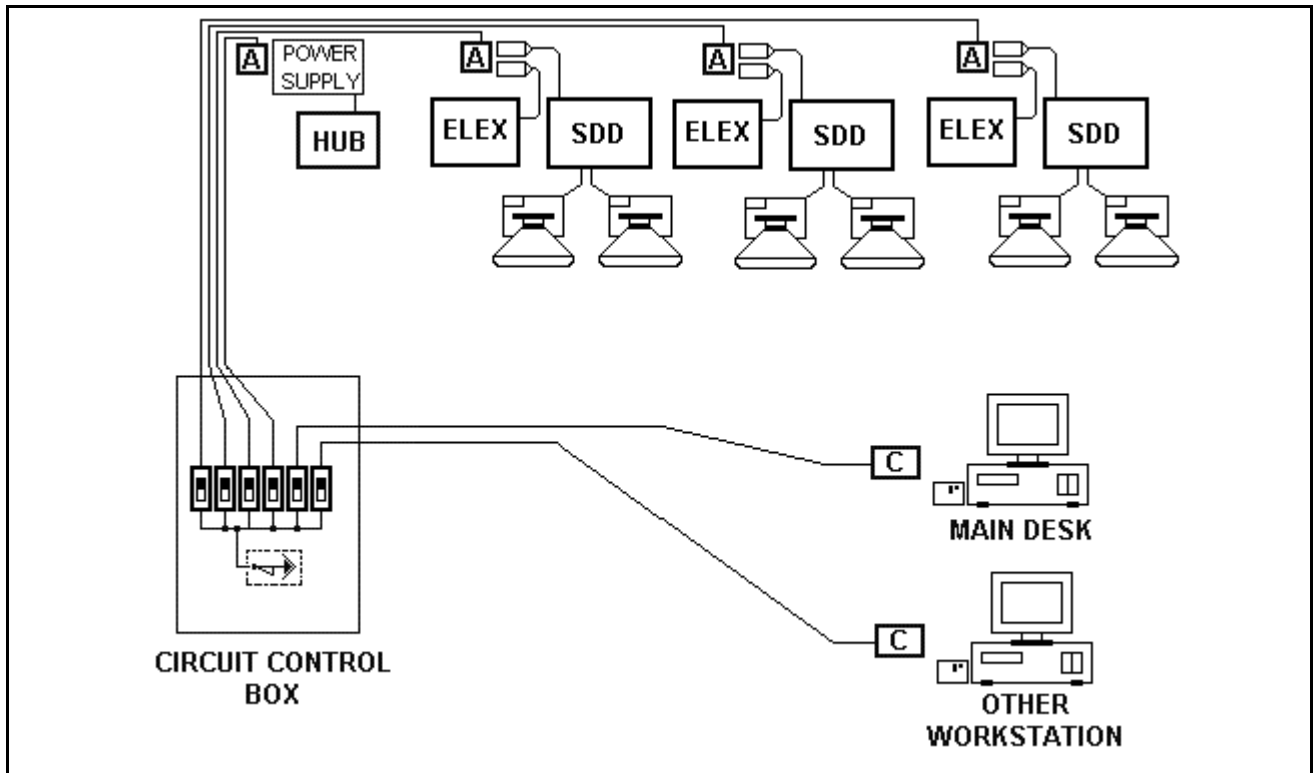 A
POWER
SUPPLY
HUB
A
ELEX
SDD
A
ELEX
SDD
A
ELEX
SDD
C
MAIN DESK
C
OTHER
WORKSTATION
CIRCUIT CONTROL
BOX